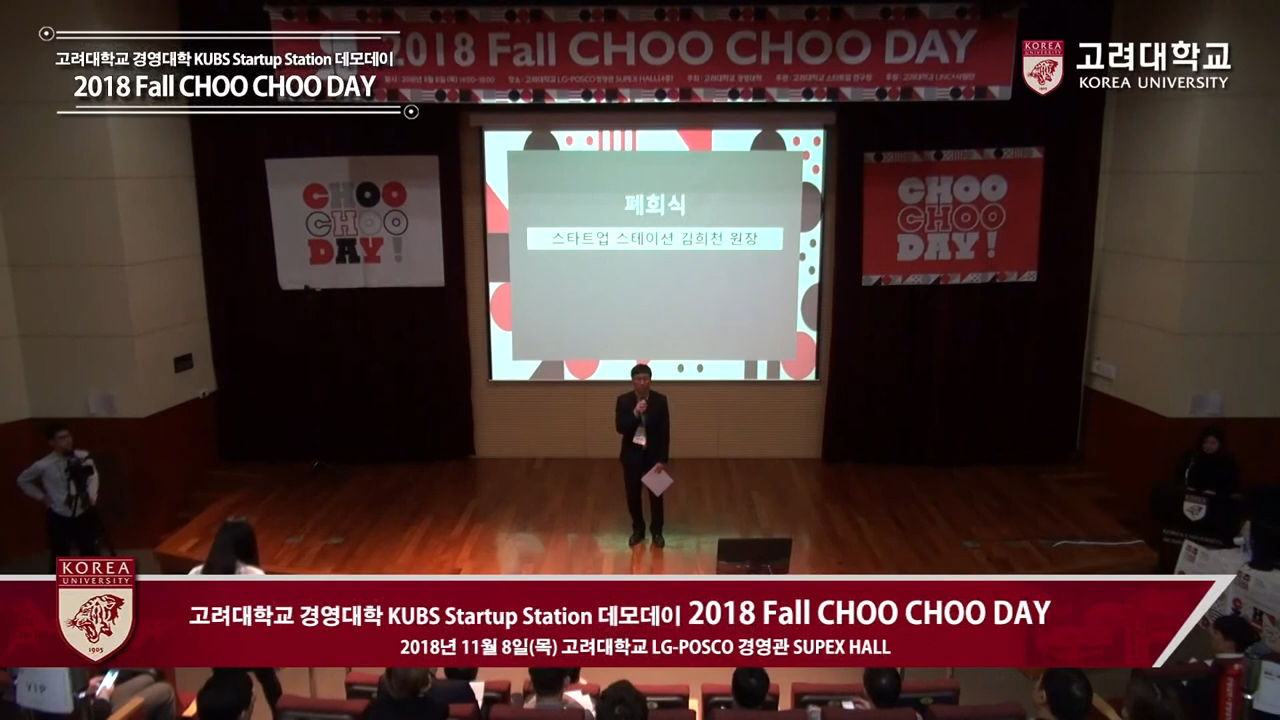 고려대학교 경영대학 KUBS Startup Station 데모데이
2018 Fall CHOO CHOO DAY
2018 Fall CHOO CHOO DAY
KOREA
UNIVERSITY
1905
고려대학교
KOREA UNIVERSITY
CHOO
CHOO
DAY!
폐회식
스타트업 스테이션 김희천 원장
CHOO
CHOO
DAY!
KOREA
UNIVERSITY
1905
고려대학교 경영대학 KUBS Startup Station 데모데이 2018 Fall CHOO CHOO DAY
2018년 11월 8일(목) 고려대학교 LG-POSCO 경영관 SUPEX HALL
VIP